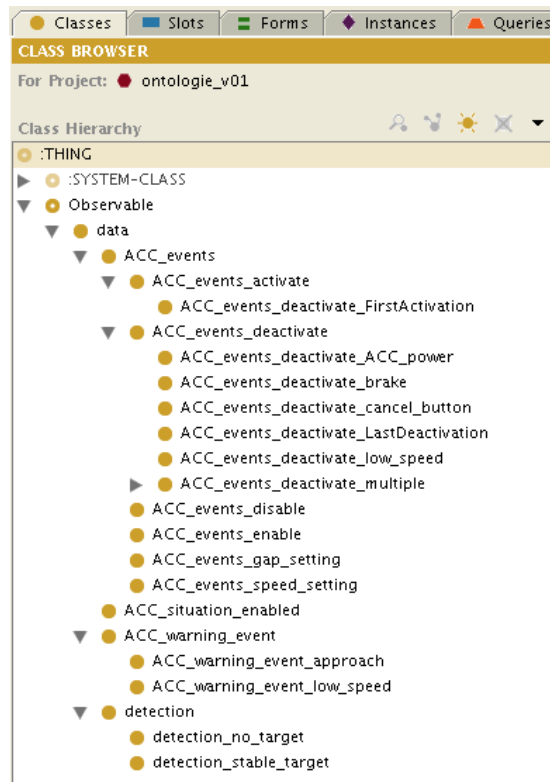 Classes Slots Forms Instances Queries
CLASS BROWSER
For Project: ontologie_v01
Class Hierarchy
:THING
:SYSTEM-CLASS
Observable
data
ACC_events
ACC_events_activate
ACC_events_deactivate_FirstActivation
ACC_events_deactivate
ACC_events_deactivate_ACC_power
ACC_events_deactivate_brake
ACC_events_deactivate_cancel_button
ACC_events_deactivate_LastDeactivation
ACC_events_deactivate_low_speed
ACC_events_deactivate_multiple
ACC_events_disable
ACC_events_enable
ACC_events_gap_setting
ACC_events_speed_setting
ACC_situation_enabled
ACC_warning_event
ACC_warning_event_approach
ACC_warning_event_low_speed
detection
detection_no_target
detection_stable_target